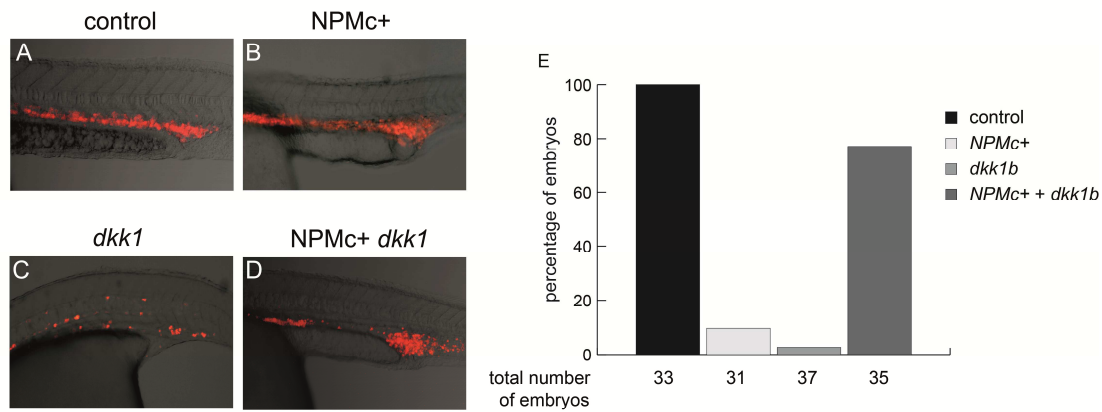 control
NPMc+
A
B
dkk1
NPMc+ dkk1
C
D
E
percentage of embryos
100
80
60
40
20
0
total number
of embryos
33 31 37 35
control
NPMc+
dkk1b
NPMc+ + dkk1b